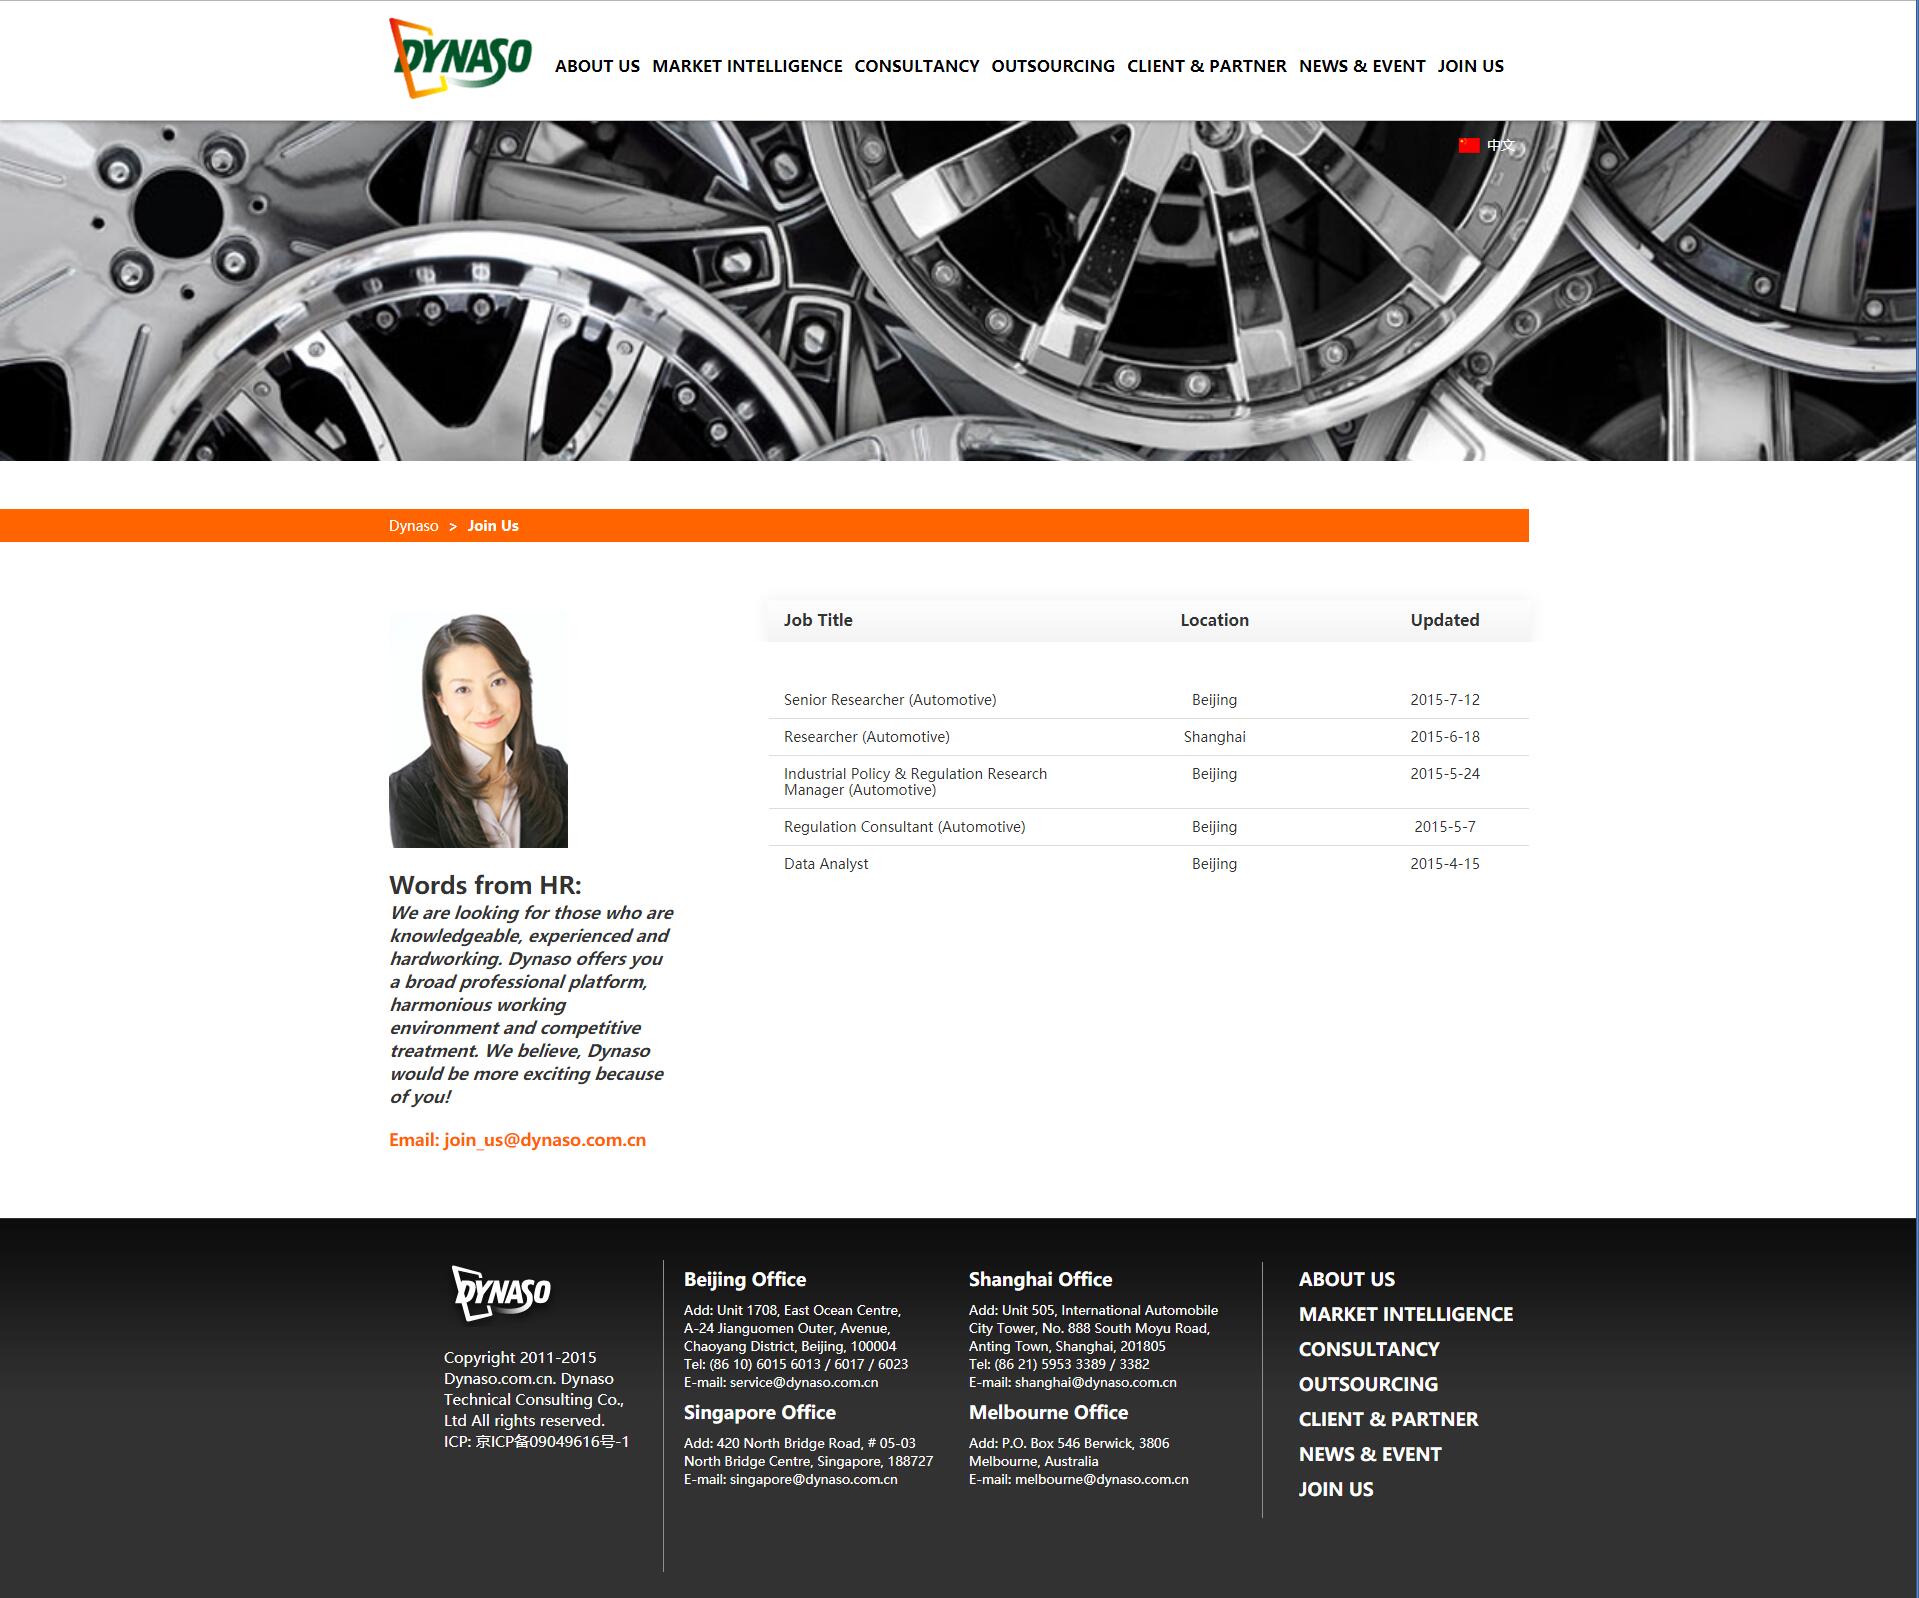 DYNASO
ABOUT US MARKET INTELLIGENCE CONSULTANCY OUTSOURCING CLIENT & PARTNER NEWS & EVENT JOIN US
中文
Dynaso > Join Us
Job Title Location Updated
Senior Researcher (Automotive) Beijing 2015-7-12
Researcher (Automotive) Shanghai 2015-6-18
Industrial Policy & Regulation Research Beijing 2015-5-24
Manager (Automotive)
Regulation Consultant (Automotive) Beijing 2015-5-7
Data Analyst Beijing 2015-4-15
Words from HR:
We are looking for those who are
knowledgeable, experienced and
hardworking. Dynaso offers you
a broad professional platform,
harmonious working
environment and competitive
treatment. We believe, Dynaso
would be more exciting because
of you!
Email: join_us@dynaso.com.cn
DYNASO
Copyright 2011-2015
Dynaso.com.cn. Dynaso
Technical Consulting Co.,
Ltd All rights reserved.
ICP: 京ICP备09049616号-1
Beijing Office
Add: Unit 1708, East Ocean Centre,
A-24 Jianguomen Outer, Avenue,
Chaoyang District, Beijing, 100004
Tel: (86 10) 6015 6013 / 6017 / 6023
E-mail: service@dynaso.com.cn
Shanghai Office
Add: Unit 505, International Automobile
City Tower, No. 888 South Moyu Road,
Anting Town, Shanghai, 201805
Tel: (86 21) 5953 3389 / 3382
E-mail: shanghai@dynaso.com.cn
Singapore Office
Add: 420 North Bridge Road, # 05-03
North Bridge Centre, Singapore, 188727
E-mail: singapore@dynaso.com.cn
Melbourne Office
Add: P.O. Box 546 Berwick, 3806
Melbourne, Australia
E-mail: melbourne@dynaso.com.cn
ABOUT US
MARKET INTELLIGENCE
CONSULTANCY
OUTSOURCING
CLIENT & PARTNER
NEWS & EVENT
JOIN US